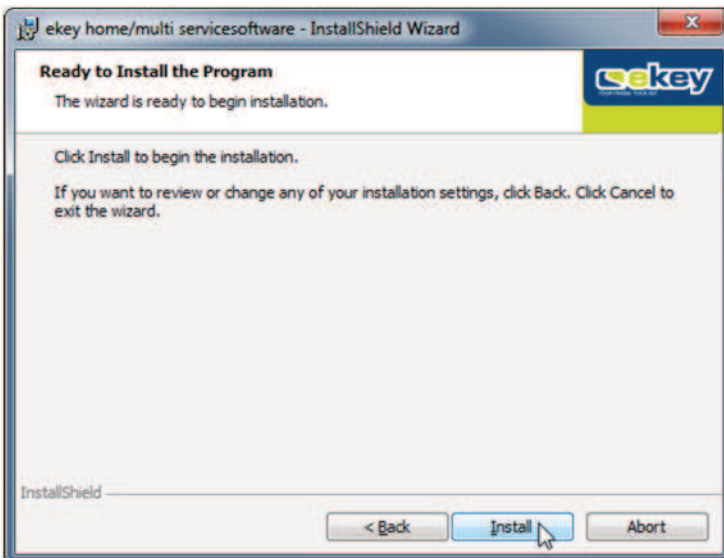 ekey home/multi servicesoftware - InstallShield Wizard
Ready to Install the Program
The wizard is ready to begin installation.
ekey
Click Install to begin the installation.
If you want to review or change any of your installation settings, click Back. Click Cancel to
exit the wizard.
InstallShield
< Back
Install
Abort